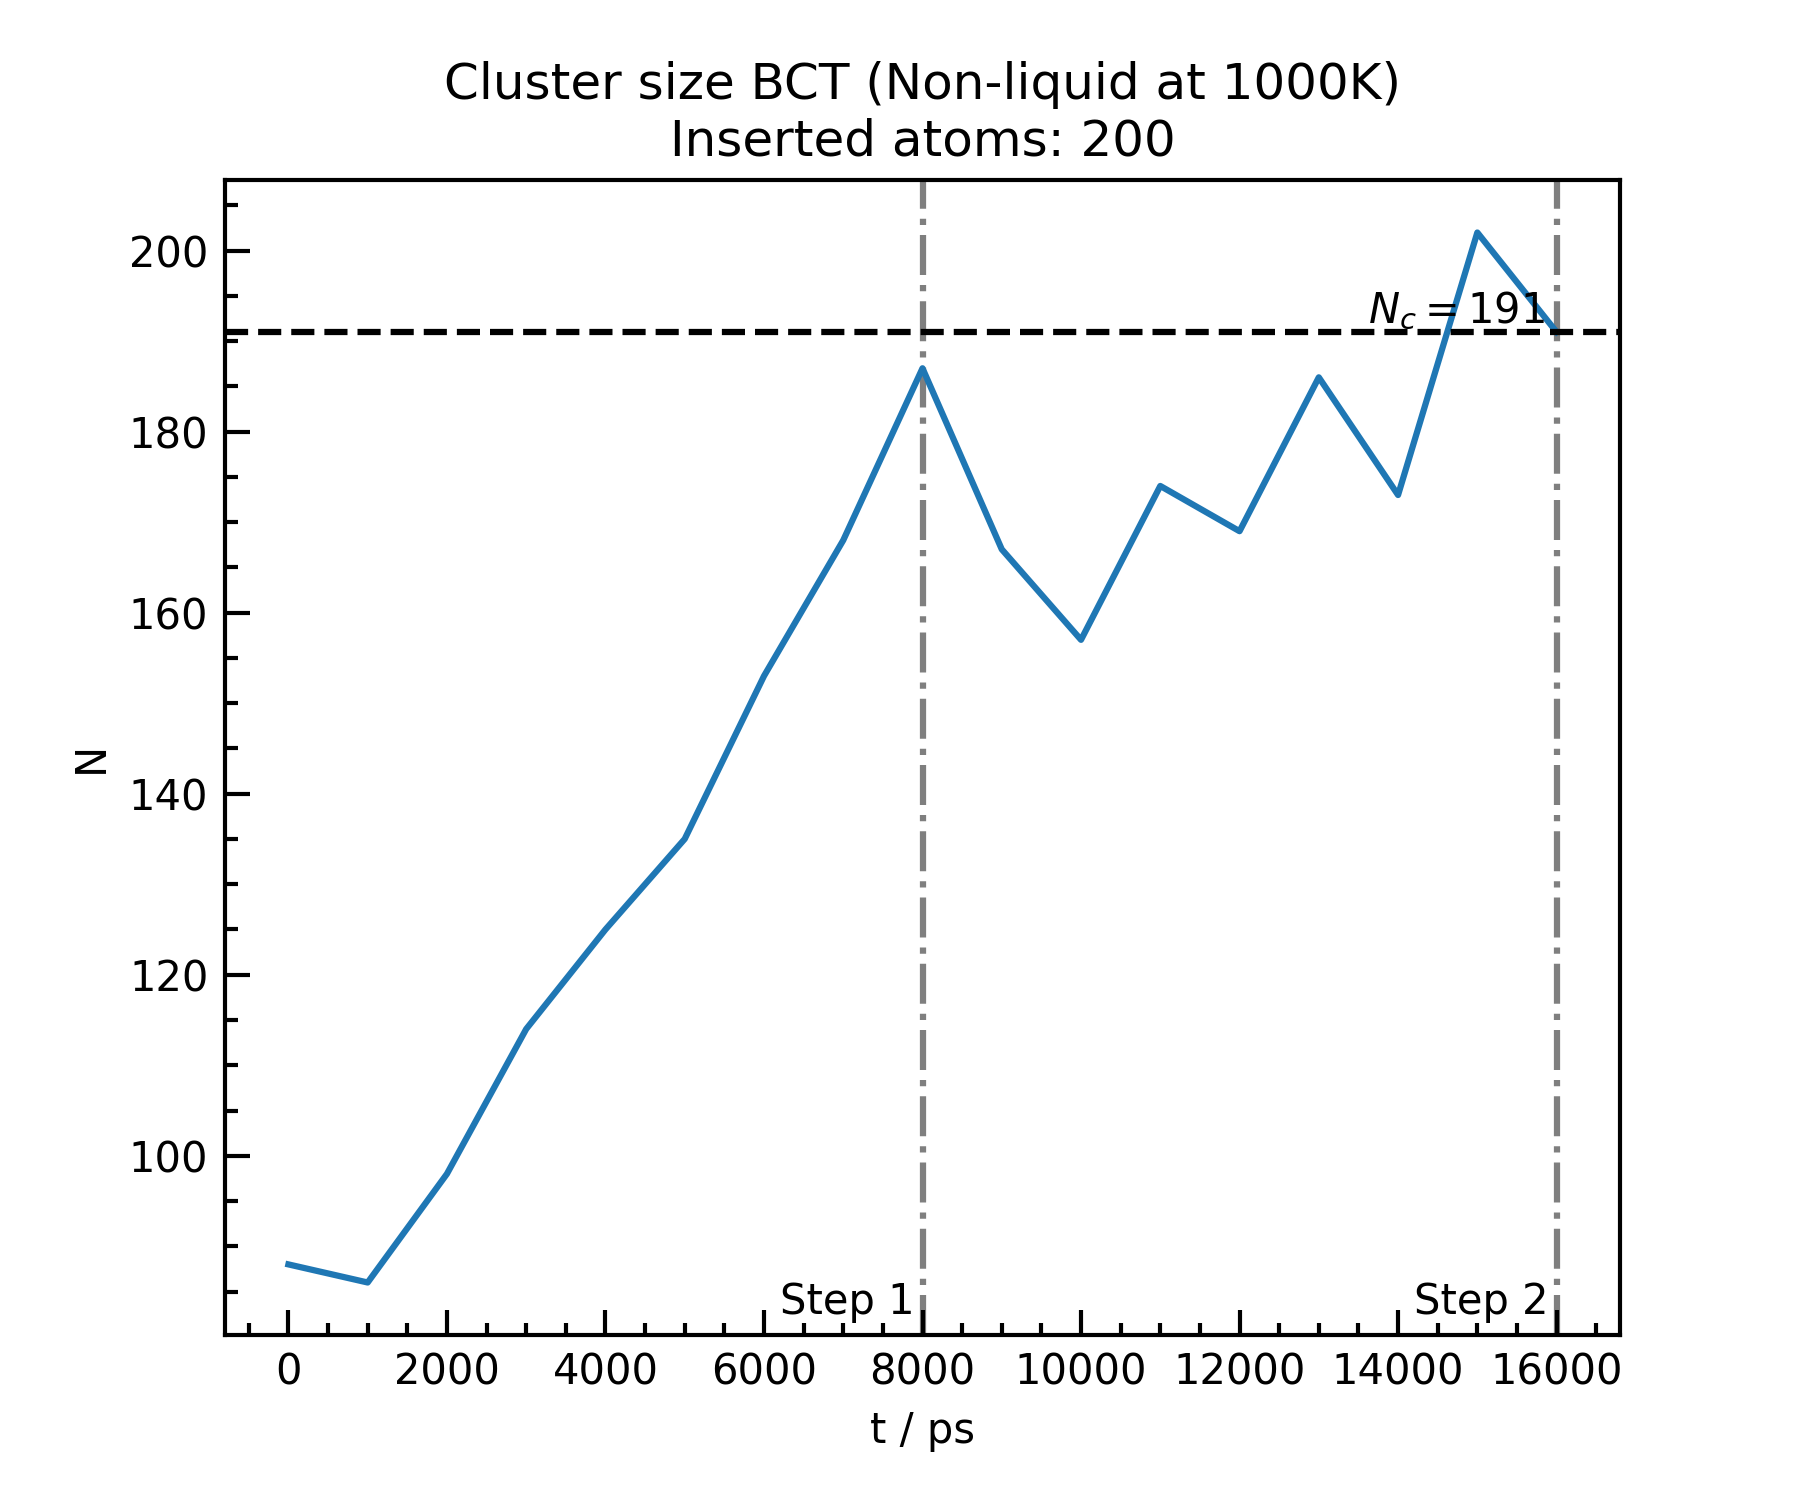 Cluster size BCT (Non-liquid at 1000K)
Inserted atoms: 200
200
180
160
140
120
100
N
N_c = 191
Step 1
Step 2
0 2000 4000 6000 8000 10000 12000 14000 16000
t / ps